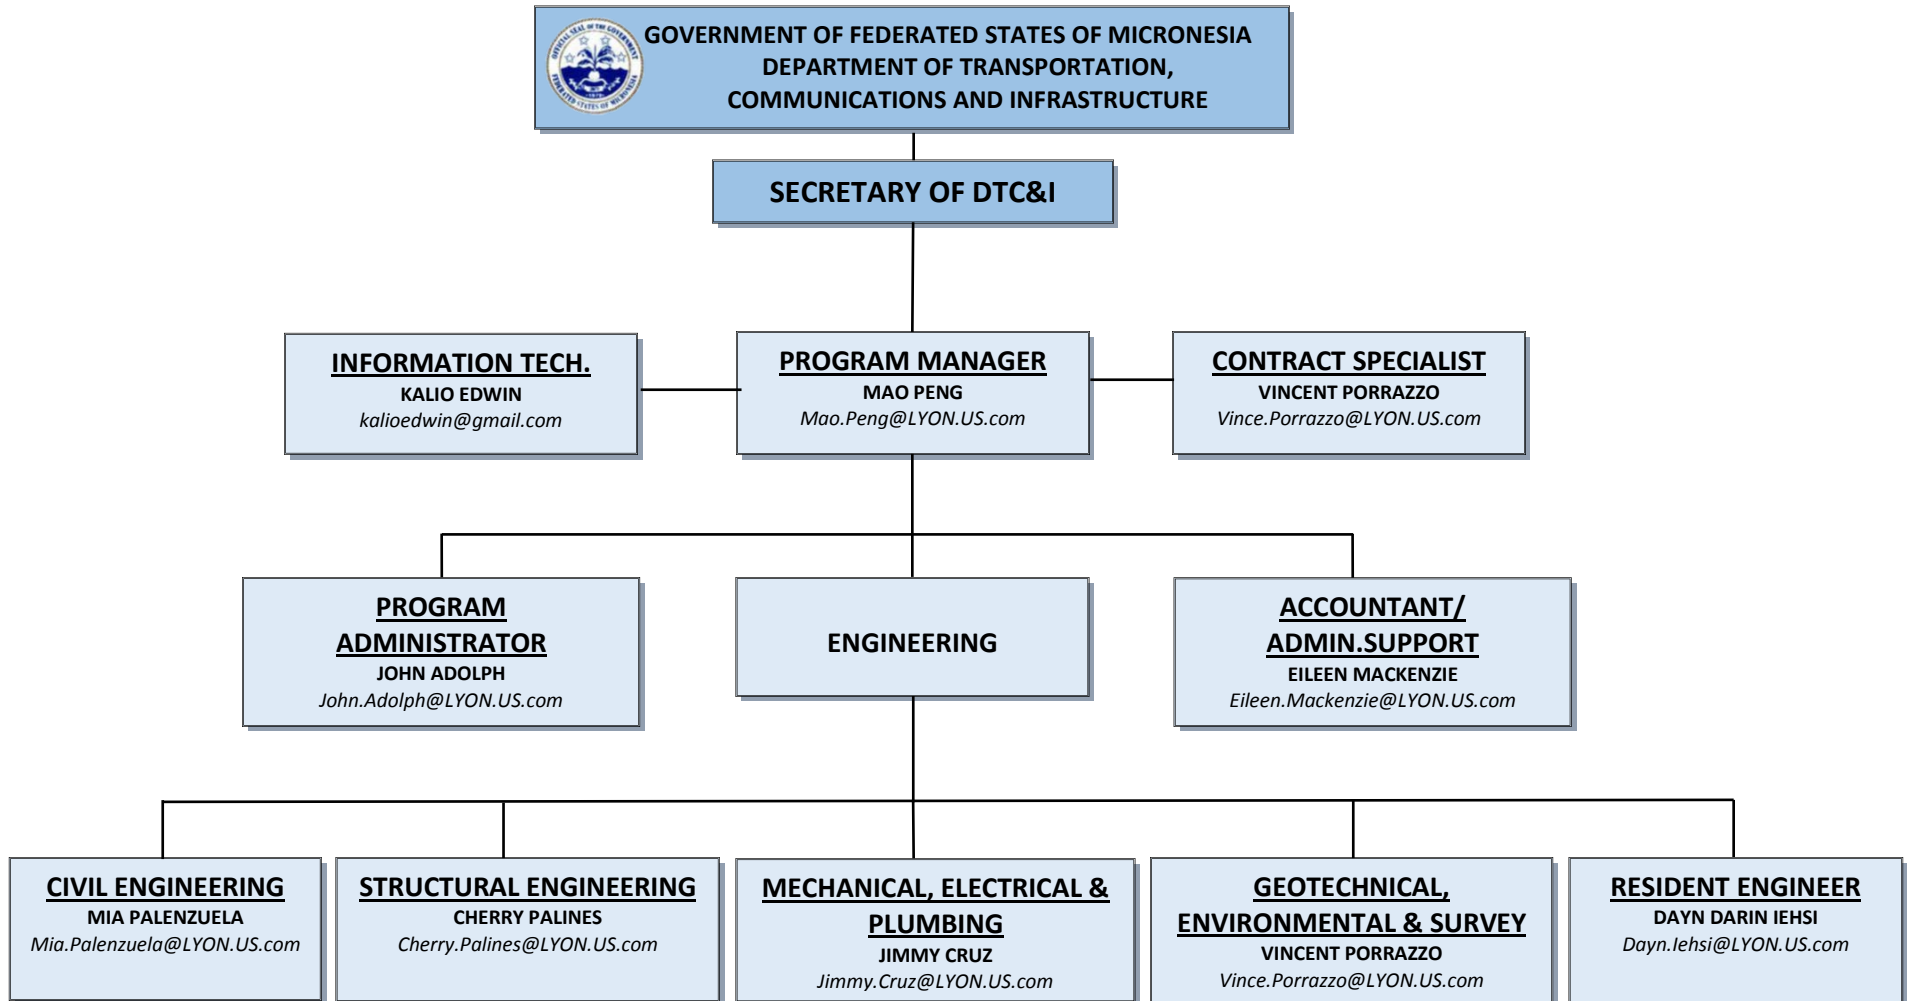 GOVERNMENT OF FEDERATED STATES OF MICRONESIA
DEPARTMENT OF TRANSPORTATION,
COMMUNICATIONS AND INFRASTRUCTURE
SECRETARY OF DTC&I
INFORMATION TECH.
KALIO EDWIN
kalioedwin@gmail.com
PROGRAM MANAGER
MAO PENG
Mao.Peng@LYON.US.com
CONTRACT SPECIALIST
VINCENT PORRAZZO
Vince.Porrazzo@LYON.US.com
PROGRAM
ADMINISTRATOR
JOHN ADOLPH
John.Adolph@LYON.US.com
ENGINEERING
ACCOUNTANT/
ADMIN.SUPPORT
EILEEN MACKENZIE
Eileen.Mackenzie@LYON.US.com
CIVIL ENGINEERING
MIA PALENZUELA
Mia.Palenzuela@LYON.US.com
STRUCTURAL ENGINEERING
CHERRY PALINES
Cherry.Palines@LYON.US.com
MECHANICAL, ELECTRICAL &
PLUMBING
JIMMY CRUZ
Jimmy.Cruz@LYON.US.com
GEOTECHNICAL,
ENVIRONMENTAL & SURVEY
VINCENT PORRAZZO
Vince.Porrazzo@LYON.US.com
RESIDENT ENGINEER
DAYN DARIN IEHSI
Dayn.Iehsi@LYON.US.com